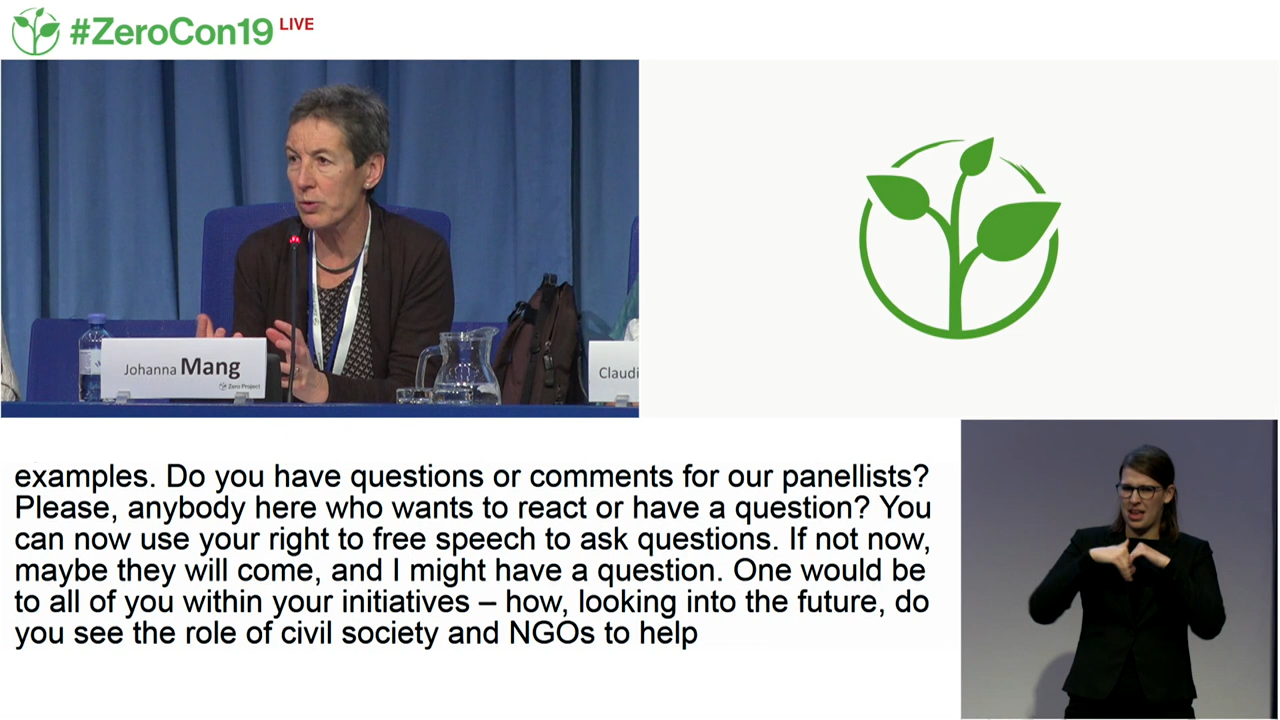 #ZeroCon19 LIVE
Johanna Mang
Zero Project
Claudi
examples. Do you have questions or comments for our panellists?
Please, anybody here who wants to react or have a question? You
can now use your right to free speech to ask questions. If not now,
maybe they will come, and I might have a question. One would be
to all of you within your initiatives – how, looking into the future, do
you see the role of civil society and NGOs to help